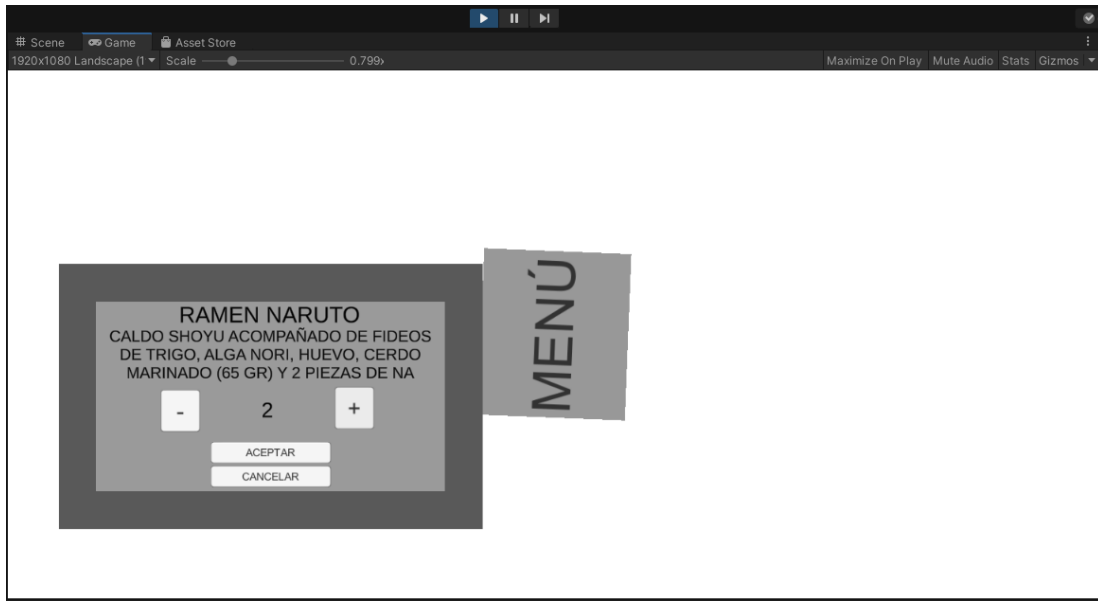 Scene Game Asset Store
1920x1080 Landscape (1 Scale 0.799x Maximize On Play Mute Audio Stats Gizmos
RAMEN NARUTO
CALDO SHOYU ACOMPAÑADO DE FIDEOS
DE TRIGO, ALGA NORI, HUEVO, CERDO
MARINADO (65 GR) Y 2 PIEZAS DE NA
- 2 +
ACEPTAR
CANCELAR
MENÚ